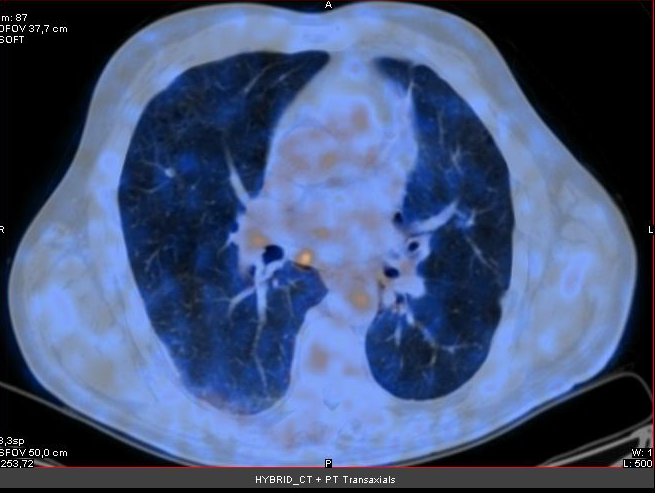 A
m: 87
DFOV 37,7 cm
SOFT
R
L
3,3sp
SFOV 50,0 cm
253,72
P
W: 1
L: 500
HYBRID_CT + PT Transaxials